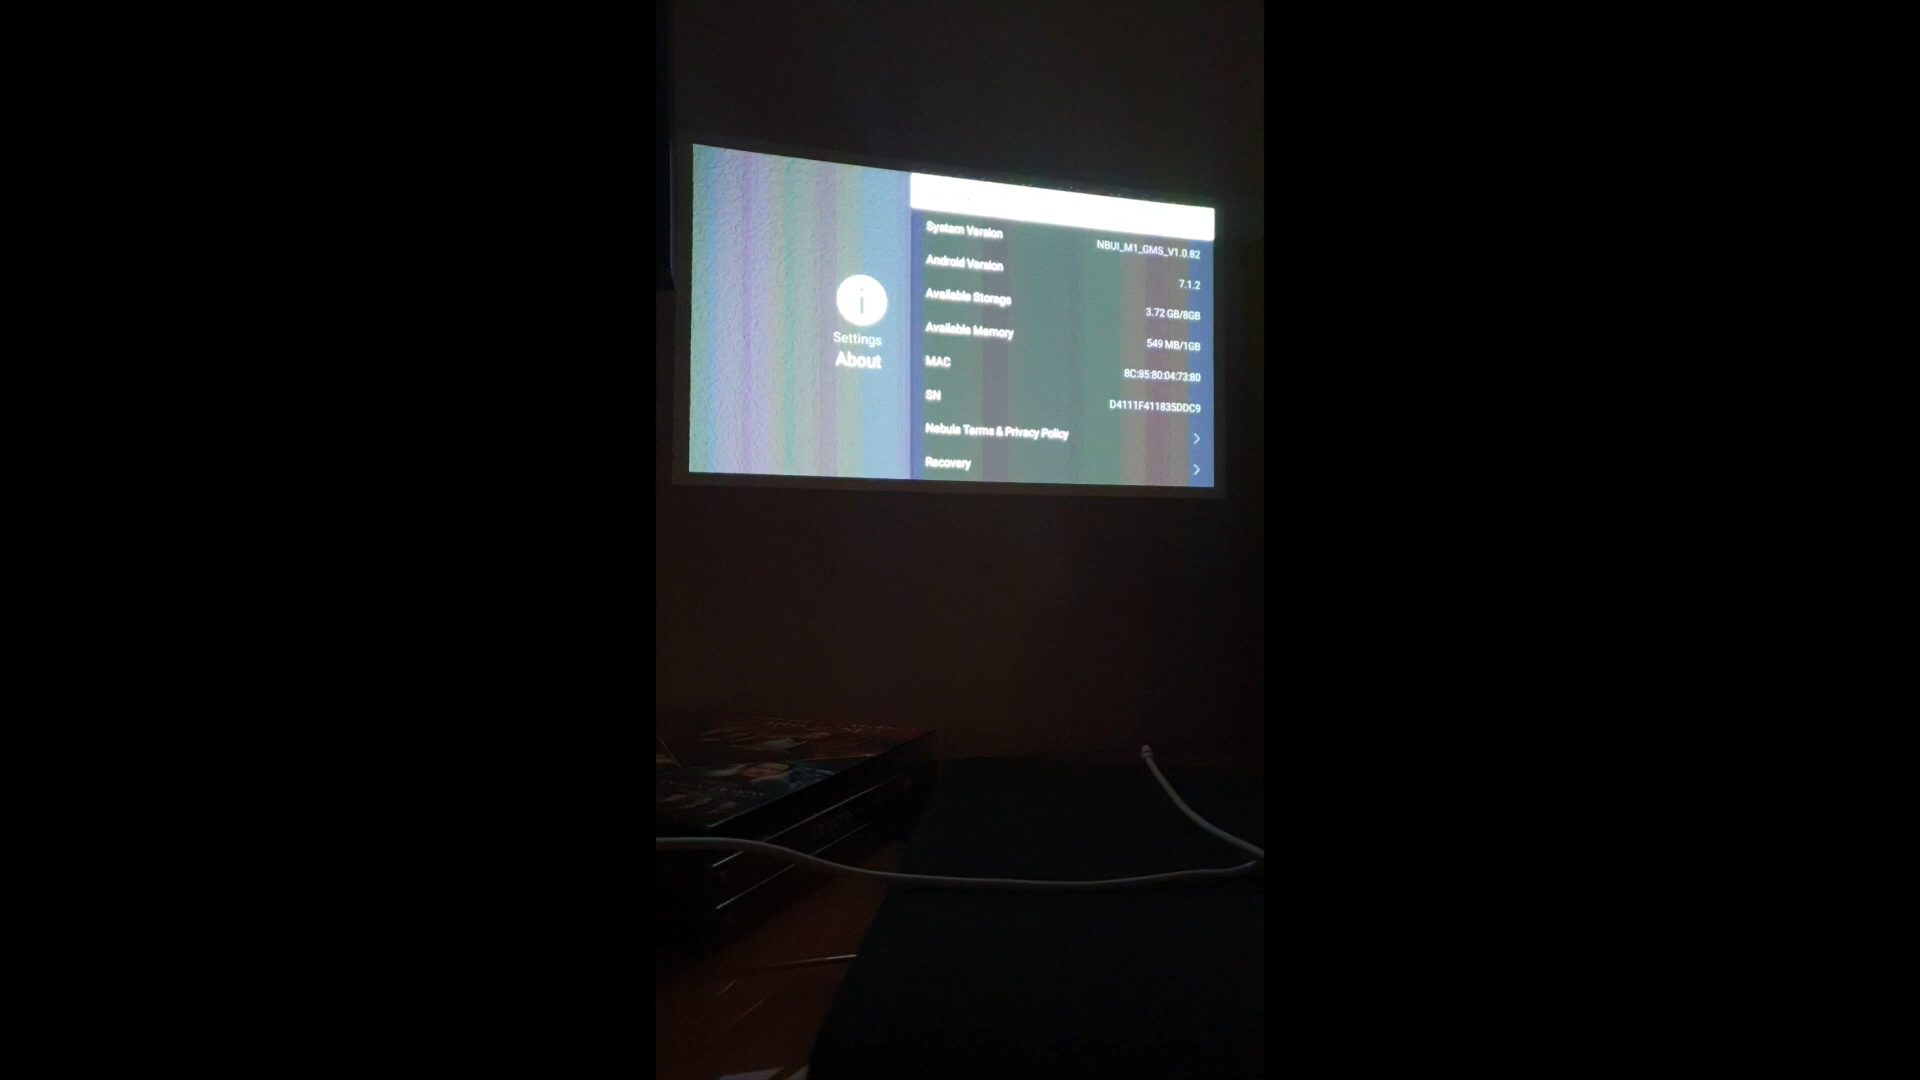 Settings
About
System Version
NBUI_M1_GMS_V1.0.82
Android Version
7.1.2
Available Storage
3.72 GB/8GB
Available Memory
549 MB/1GB
MAC
8C:85:80:04:73:80
SN
D4111F411835DDC9
Nebula Terms & Privacy Policy
Recovery